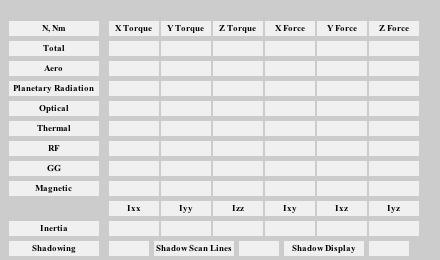 N, Nm X Torque Y Torque Z Torque X Force Y Force Z Force
Total
Aero
Planetary Radiation
Optical
Thermal
RF
GG
Magnetic
Ixx Iyy Izz Ixy Ixz Iyz
Inertia
Shadowing Shadow Scan Lines Shadow Display